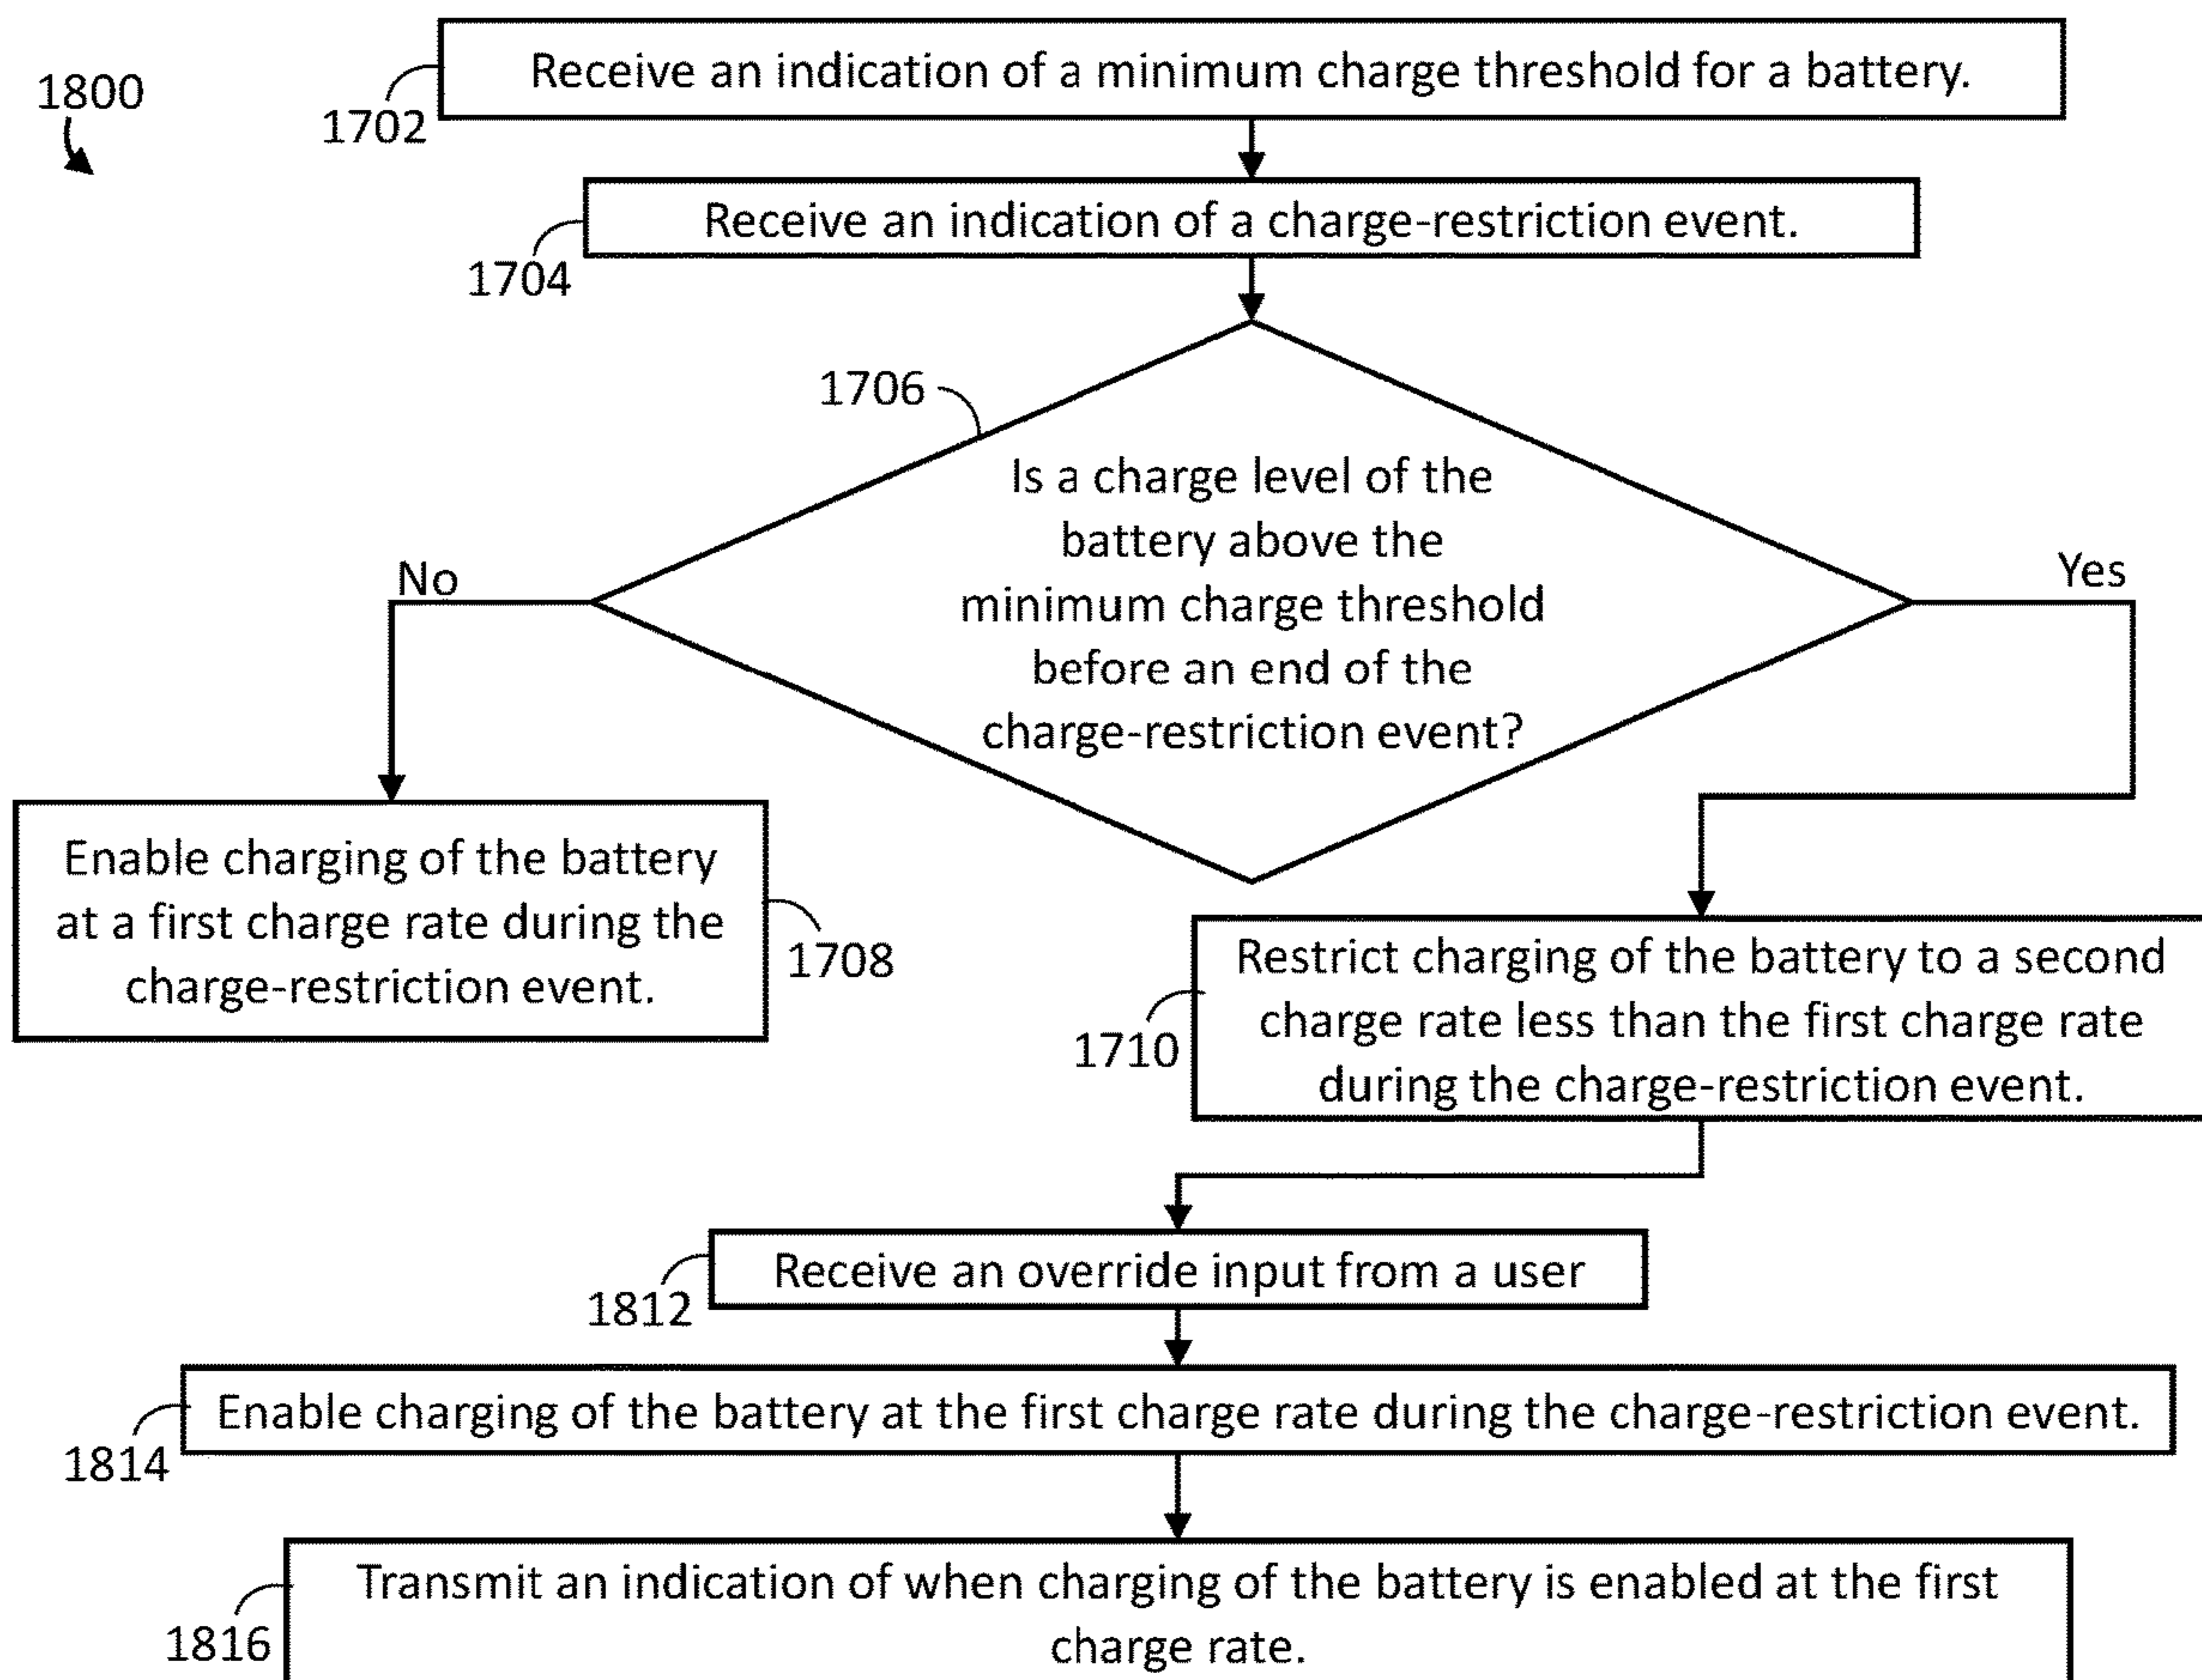 1800
Receive an indication of a minimum charge threshold for a battery.
1702
Receive an indication of a charge-restriction event.
1704
1706
Is a charge level of the
battery above the
minimum charge threshold
before an end of the
charge-restriction event?
No
Yes
Enable charging of the battery
at a first charge rate during the
charge-restriction event.
1708
Restrict charging of the battery to a second
charge rate less than the first charge rate
during the charge-restriction event.
1710
Receive an override input from a user
1812
Enable charging of the battery at the first charge rate during the charge-restriction event.
1814
Transmit an indication of when charging of the battery is enabled at the first
charge rate.
1816